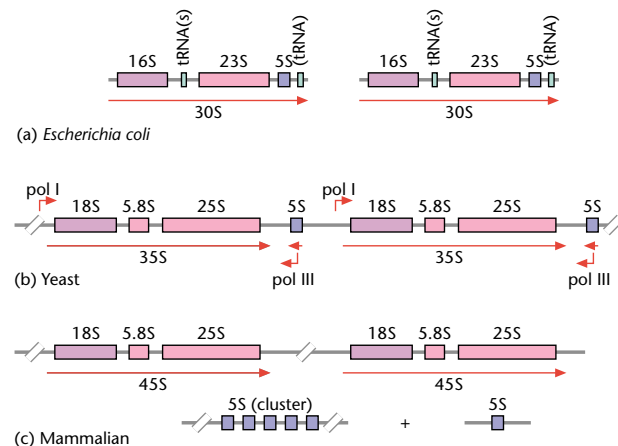 16S tRNA(s) 23S 5S (tRNA) 16S tRNA(s) 23S 5S (tRNA)
30S 30S
(a) Escherichia coli
pol I pol I
18S 5.8S 25S 5S 18S 5.8S 25S 5S
35S 35S
(b) Yeast pol III pol III
18S 5.8S 25S 18S 5.8S 25S
45S 45S
5S (cluster) + 5S
(c) Mammalian